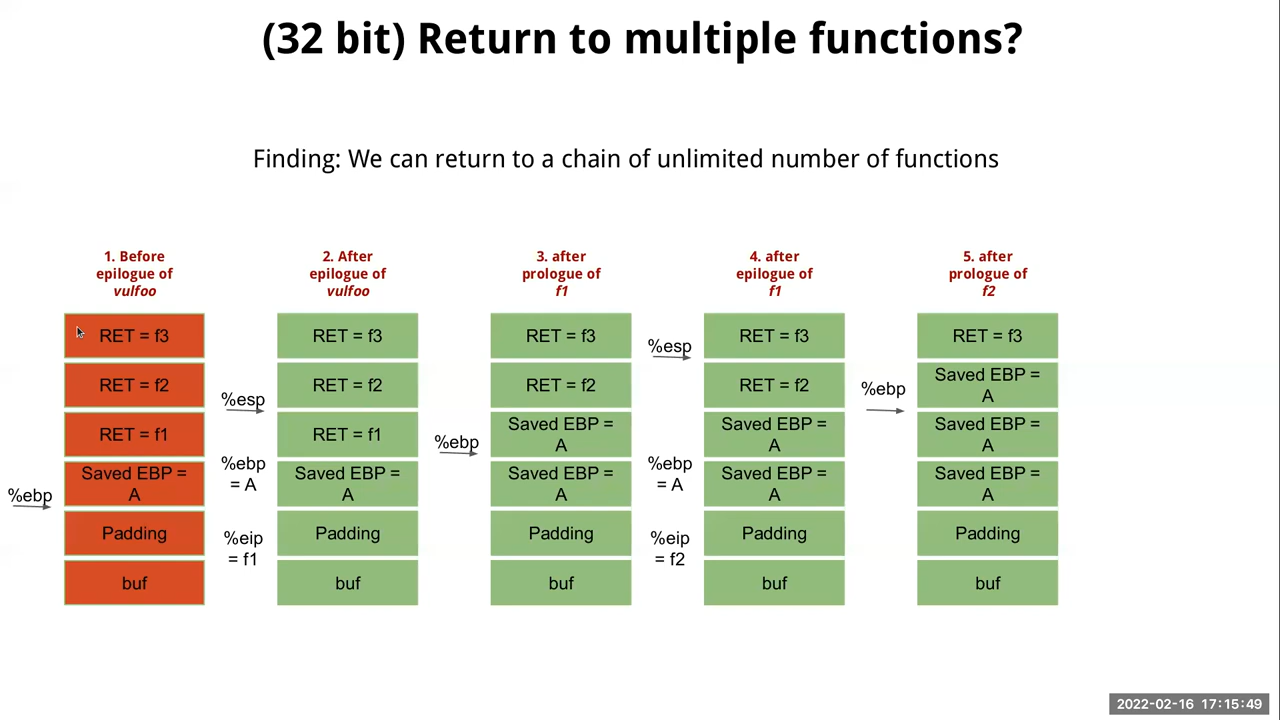 (32 bit) Return to multiple functions?
Finding: We can return to a chain of unlimited number of functions
1. Before
epilogue of
vulfoo
RET = f3
RET = f2
RET = f1
Saved EBP =
A
Padding
buf
%ebp
2. After
epilogue of
vulfoo
%esp
%ebp
= A
%eip
= f1
RET = f3
RET = f2
RET = f1
Saved EBP =
A
Padding
buf
3. after
prologue of
f1
%ebp
RET = f3
RET = f2
Saved EBP =
A
Saved EBP =
A
Padding
buf
4. after
epilogue of
f1
%esp
%ebp
= A
%eip
= f2
RET = f3
RET = f2
Saved EBP =
A
Saved EBP =
A
Padding
buf
5. after
prologue of
f2
%ebp
RET = f3
Saved EBP =
A
Saved EBP =
A
Saved EBP =
A
Padding
buf
2022-02-16 17:15:49